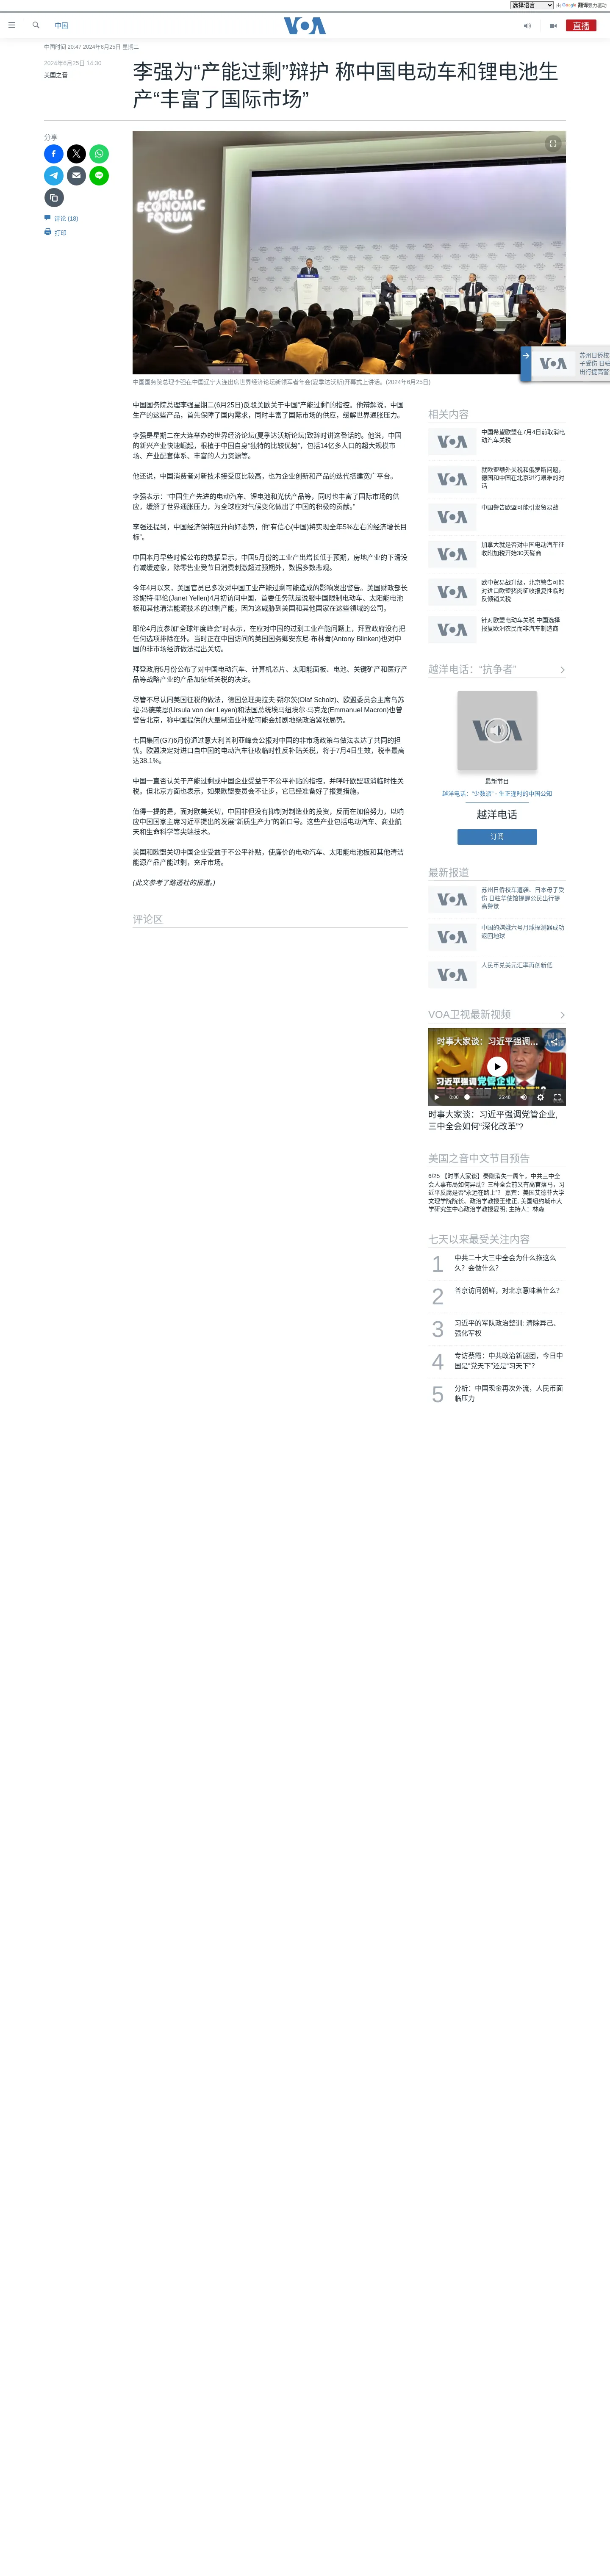 选择语言 由 Google 翻译强力驱动
中国 VOA 直播
中国时间 20:47 2024年6月25日 星期二
2024年6月25日 14:30
美国之音
李强为“产能过剩”辩护 称中国电动车和锂电池生
产“丰富了国际市场”
分享
评论 (18)
打印
WORLD
ECONOMIC
FORUM
中国国务院总理李强在中国辽宁大连出席世界经济论坛新领军者年会(夏季达沃斯)开幕式上讲话。(2024年6月25日)
VOA
苏州日侨校
子受伤 日驻
出行提高警
中国国务院总理李强星期二(6月25日)反驳美欧关于中国“产能过剩”的指控。他辩解说，中国
生产的这些产品，首先保障了国内需求，同时丰富了国际市场的供应，缓解世界通胀压力。
李强是星期二在大连举办的世界经济论坛(夏季达沃斯论坛)致辞时讲这番话的。他说，中国
的新兴产业快速崛起，根植于中国自身“独特的比较优势”，包括14亿多人口的超大规模市
场、产业配套体系、丰富的人力资源等。
他还说，中国消费者对新技术接受度比较高，也为企业创新和产品的迭代搭建宽广平台。
李强表示：“中国生产先进的电动汽车、锂电池和光伏产品等，同时也丰富了国际市场的供
应，缓解了世界通胀压力，为全球应对气候变化做出了中国的积极的贡献。”
李强还提到，中国经济保持回升向好态势，他“有信心(中国)将实现全年5%左右的经济增长目
标”。
中国本月早些时候公布的数据显示，中国5月份的工业产出增长低于预期，房地产业的下滑没
有减缓迹象，除零售业受节日消费刺激超过预期外，数据多数悲观。
今年4月以来，美国官员已多次对中国工业产能过剩可能造成的影响发出警告。美国财政部长
珍妮特·耶伦(Janet Yellen)4月初访问中国，首要任务就是说服中国限制电动车、太阳能电池
板和其他清洁能源技术的过剩产能，因为这威胁到美国和其他国家在这些领域的公司。
耶伦4月底参加“全球年度峰会”时表示，在应对中国的过剩工业产能问题上，拜登政府没有把
任何选项排除在外。当时正在中国访问的美国国务卿安东尼·布林肯(Antony Blinken)也对中
国的非市场经济做法提出关切。
拜登政府5月份公布了对中国电动汽车、计算机芯片、太阳能面板、电池、关键矿产和医疗产
品等战略产业的产品加征新关税的决定。
尽管不尽认同美国征税的做法，德国总理奥拉夫·朔尔茨(Olaf Scholz)、欧盟委员会主席乌苏
拉·冯德莱恩(Ursula von der Leyen)和法国总统埃马纽埃尔·马克龙(Emmanuel Macron)也曾
警告北京，称中国提供的大量制造业补贴可能会加剧地缘政治紧张局势。
七国集团(G7)6月份通过意大利普利亚峰会公报对中国的非市场政策与做法表达了共同的担
忧。欧盟决定对进口自中国的电动汽车征收临时性反补贴关税，将于7月4日生效，税率最高
达38.1%。
中国一直否认关于产能过剩或中国企业受益于不公平补贴的指控，并呼吁欧盟取消临时性关
税。但北京方面也表示，如果欧盟委员会不让步，它已经准备好了报复措施。
值得一提的是，面对欧美关切，中国非但没有抑制对制造业的投资，反而在加倍努力，以响
应中国国家主席习近平提出的发展“新质生产力”的新口号。这些产业包括电动汽车、商业航
天和生命科学等尖端技术。
美国和欧盟关切中国企业受益于不公平补贴，使廉价的电动汽车、太阳能电池板和其他清洁
能源产品产能过剩，充斥市场。
(此文参考了路透社的报道。)
评论区
相关内容
VOA
中国希望欧盟在7月4日前取消电
动汽车关税
VOA
就欧盟额外关税和俄罗斯问题，
德国和中国在北京进行艰难的对
话
VOA
中国警告欧盟可能引发贸易战
VOA
加拿大就是否对中国电动汽车征
收附加税开始30天磋商
VOA
欧中贸易战升级，北京警告可能
对进口欧盟猪肉征收报复性临时
反倾销关税
VOA
针对欧盟电动车关税 中国选择
报复欧洲农民而非汽车制造商
越洋电话：“抗争者”
VOA
最新节目
越洋电话：“少数派” - 生正逢时的中国公知
越洋电话
订阅
最新报道
VOA
苏州日侨校车遭袭、日本母子受
伤 日驻华使馆提醒公民出行提
高警觉
VOA
中国的嫦娥六号月球探测器成功
返回地球
VOA
人民币兑美元汇率再创新低
VOA卫视最新视频
时事大家谈：习近平强调...
习近平强调党管企业
0:00 25:48
时事大家谈：习近平强调党管企业,
三中全会如何“深化改革”?
美国之音中文节目预告
6/25 【时事大家谈】秦刚消失一周年，中共三中全
会人事布局如何异动? 三种全会前又有高官落马，习
近平反腐是否“永远在路上”? 嘉宾：美国艾德菲大学
文理学院院长、政治学教授王维正, 美国纽约城市大
学研究生中心政治学教授夏明; 主持人：林森
七天以来最受关注内容
1 中共二十大三中全会为什么拖这么
久？会做什么?
2 普京访问朝鲜，对北京意味着什么?
3 习近平的军队政治整训: 清除异己、
强化军权
4 专访慕霞：中共政治新谜团，今日中
国是“党天下”还是“习天下”?
5 分析：中国现金再次外流，人民币面
临压力